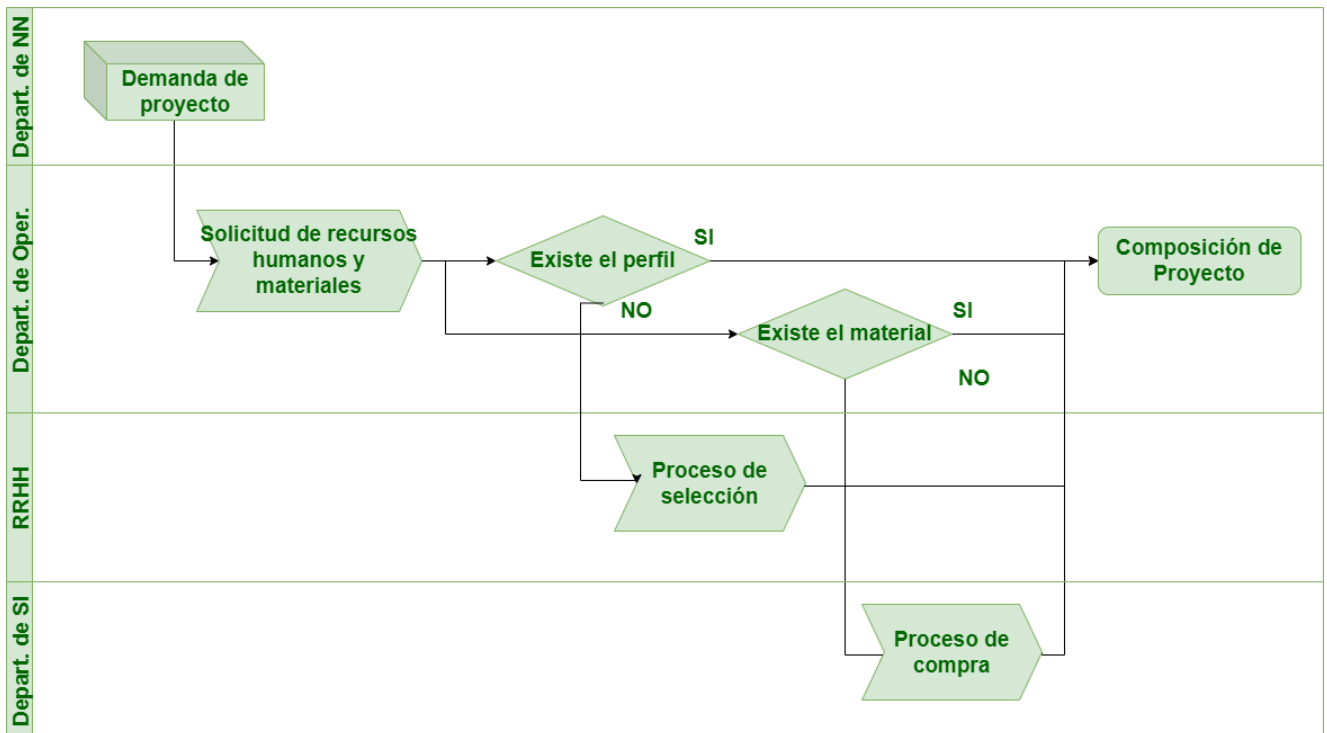 Depart. de NN
Demanda de
proyecto
Depart. de Oper.
Solicitud de recursos
humanos y
materiales
Existe el perfil
SI
NO
Existe el material
SI
NO
Composición de
Proyecto
RRHH
Proceso de
selección
Depart. de SI
Proceso de
compra